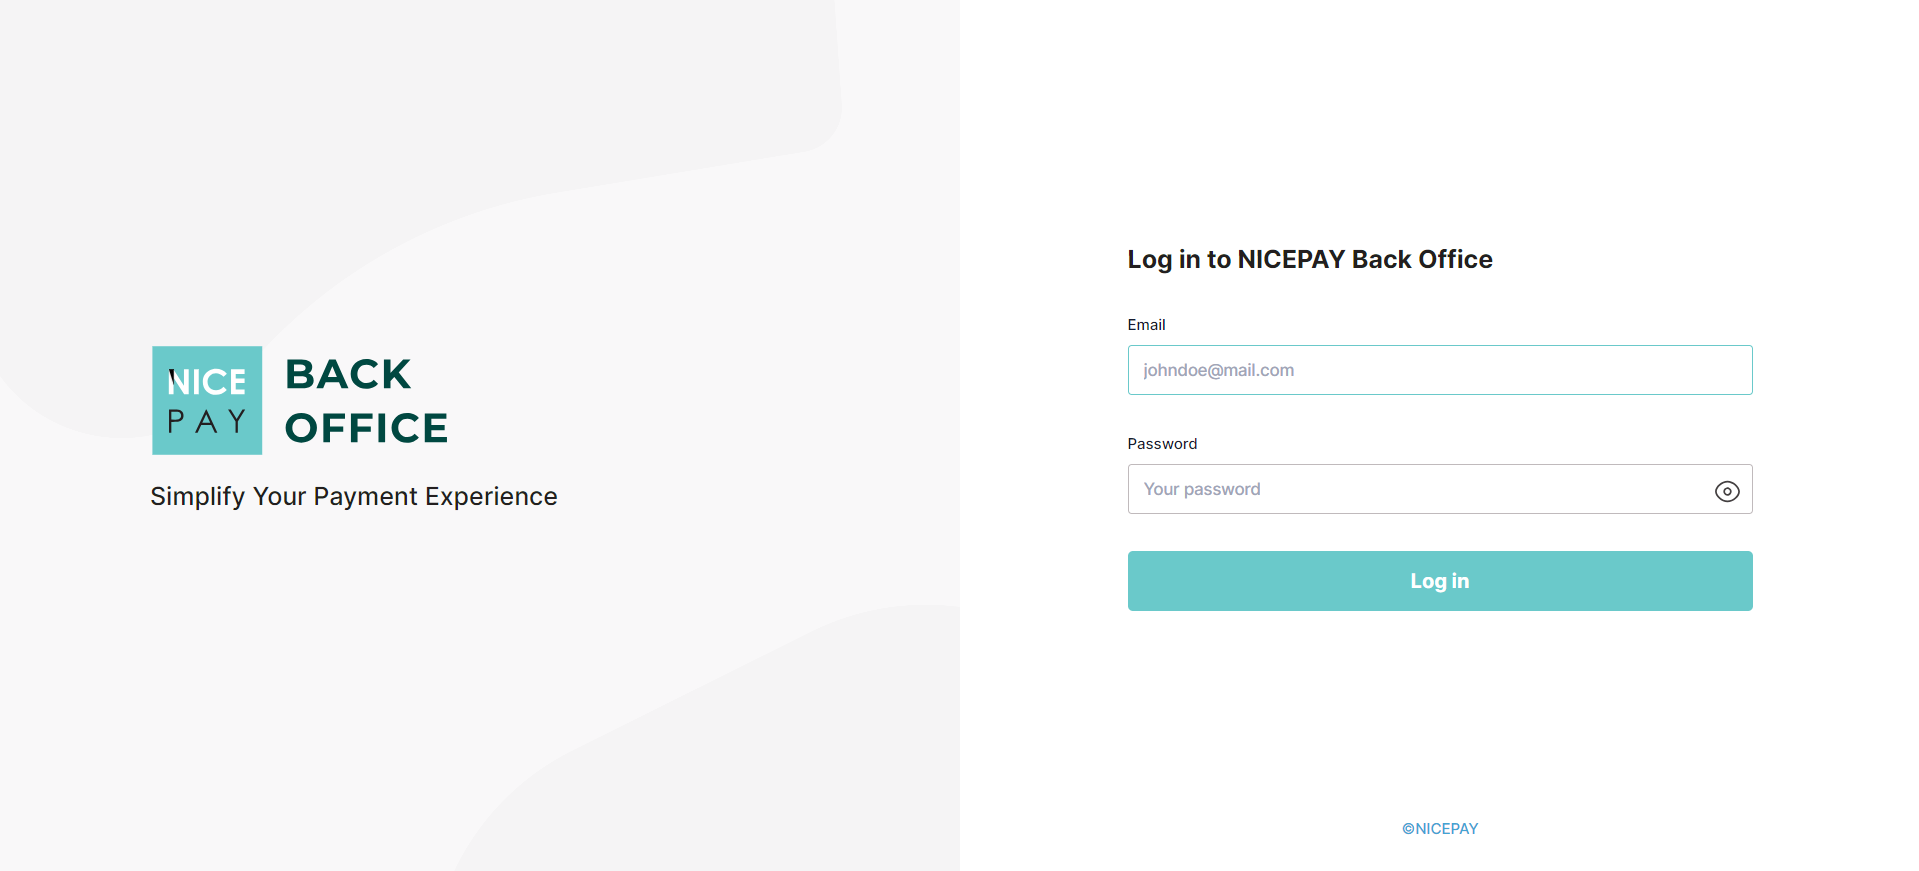 NICE
PAY
BACK
OFFICE
Simplify Your Payment Experience
Log in to NICEPAY Back Office
Email
johndoe@mail.com
Password
Your password
Log in
©NICEPAY